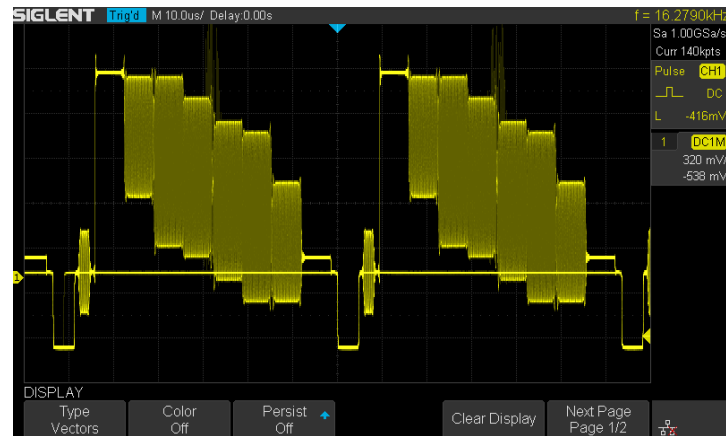 SIGLENT Trig'd M 10.0us/ Delay:0.00s f = 16.2790kHz
Sa 1.00GSa/s
Curr 140kpts
Pulse CH1
DC
L -416mV
1 DC1M
320 mV/
-538 mV
1
DISPLAY
Type Color Persist Clear Display Next Page
Vectors Off Off Page 1/2